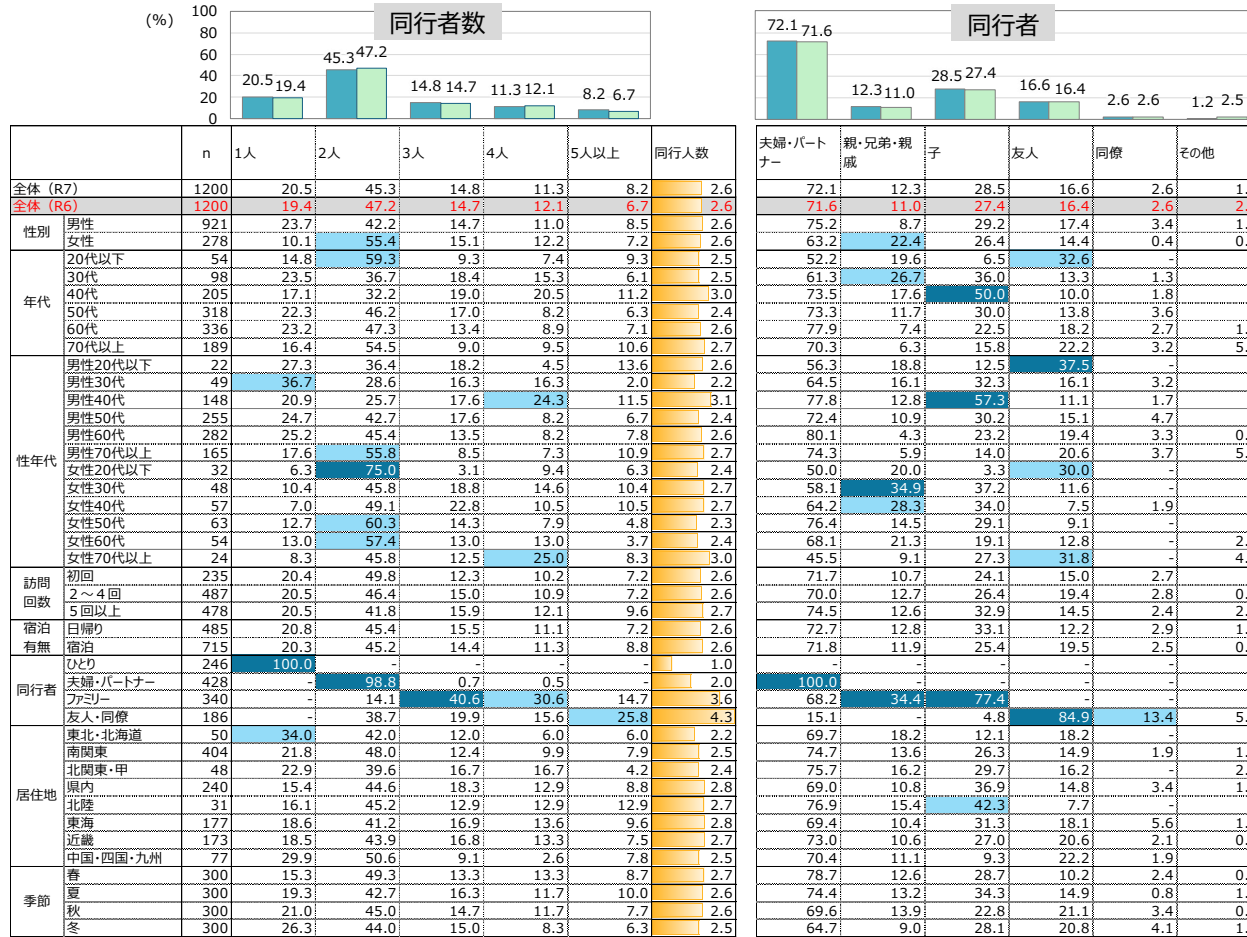 (%)
100
80
60
40
20
0
同行者数
20.5 19.4
45.3 47.2
14.8 14.7
11.3 12.1
8.2 6.7
同行者
72.1 71.6
12.3 11.0
28.5 27.4
16.6 16.4
2.6 2.6
1.2 2.5
n 1人 2人 3人 4人 5人以上 同行人数 夫婦・パートナー 親・兄弟・親戚 子 友人 同僚 その他
全体（R7） 1200 20.5 45.3 14.8 11.3 8.2 2.6 72.1 12.3 28.5 16.6 2.6 1.
全体（R6） 1200 19.4 47.2 14.7 12.1 6.7 2.6 71.6 11.0 27.4 16.4 2.6 2.
性別
男性 921 23.7 42.2 14.7 11.0 8.5 2.6 75.2 8.7 29.2 17.4 3.4 1.
女性 278 10.1 55.4 15.1 12.2 7.2 2.6 63.2 22.4 26.4 14.4 0.4 0.
年代
20代以下 54 14.8 59.3 9.3 7.4 9.3 2.5 52.2 19.6 6.5 32.6 -
30代 98 23.5 36.7 18.4 15.3 6.1 2.5 61.3 26.7 36.0 13.3 1.3
40代 205 17.1 32.2 19.0 20.5 11.2 3.0 73.5 17.6 50.0 10.0 1.8
50代 318 22.3 46.2 17.0 8.2 6.3 2.4 73.3 11.7 30.0 13.8 3.6
60代 336 23.2 47.3 13.4 8.9 7.1 2.6 77.9 7.4 22.5 18.2 2.7 1.
70代以上 189 16.4 54.5 9.0 9.5 10.6 2.7 70.3 6.3 15.8 22.2 3.2 5.
性年代
男性20代以下 22 27.3 36.4 18.2 4.5 13.6 2.6 56.3 18.8 12.5 37.5 -
男性30代 49 36.7 28.6 16.3 16.3 2.0 2.2 64.5 16.1 32.3 16.1 3.2
男性40代 148 20.9 25.7 17.6 24.3 11.5 3.1 77.8 12.8 57.3 11.1 1.7
男性50代 255 24.7 42.7 17.6 8.2 6.7 2.4 72.4 10.9 30.2 15.1 4.7
男性60代 282 25.2 45.4 13.5 8.2 7.8 2.6 80.1 4.3 23.2 19.4 3.3 0.
男性70代以上 165 17.6 55.8 8.5 7.3 10.9 2.7 74.3 5.9 14.0 20.6 3.7 5.
女性20代以下 32 6.3 75.0 3.1 9.4 6.3 2.4 50.0 20.0 3.3 30.0 -
女性30代 48 10.4 45.8 18.8 14.6 10.4 2.7 58.1 34.9 37.2 11.6 -
女性40代 57 7.0 49.1 22.8 10.5 10.5 2.7 64.2 28.3 34.0 7.5 1.9
女性50代 63 12.7 60.3 14.3 7.9 4.8 2.3 76.4 14.5 29.1 9.1 -
女性60代 54 13.0 57.4 13.0 13.0 3.7 2.4 68.1 21.3 19.1 12.8 - 2.
女性70代以上 24 8.3 45.8 12.5 25.0 8.3 3.0 45.5 9.1 27.3 31.8 - 4.
訪問回数
初回 235 20.4 49.8 12.3 10.2 7.2 2.6 71.7 10.7 24.1 15.0 2.7
2～4回 487 20.5 46.4 15.0 10.9 7.2 2.6 70.0 12.7 26.4 19.4 2.8 0.
5回以上 478 20.5 41.8 15.9 12.1 9.6 2.7 74.5 12.6 32.9 14.5 2.4 2.
宿泊有無
日帰り 485 20.8 45.4 15.5 11.1 7.2 2.6 72.7 12.8 33.1 12.2 2.9 1.
宿泊 715 20.3 45.2 14.4 11.3 8.8 2.6 71.8 11.9 25.4 19.5 2.5 0.
同行者
ひとり 246 100.0 - - - - 1.0 - - - - -
夫婦・パートナー 428 - 98.8 0.7 0.5 - 2.0 100.0 - - - -
ファミリー 340 - 14.1 40.6 30.6 14.7 3.6 68.2 34.4 77.4 - -
友人・同僚 186 - 38.7 19.9 15.6 25.8 4.3 15.1 - 4.8 84.9 13.4 5.
居住地
東北・北海道 50 34.0 42.0 12.0 6.0 6.0 2.2 69.7 18.2 12.1 18.2 -
南関東 404 21.8 48.0 12.4 9.9 7.9 2.5 74.7 13.6 26.3 14.9 1.9 1.
北関東・甲 48 22.9 39.6 16.7 16.7 4.2 2.4 75.7 16.2 29.7 16.2 - 2.
県内 240 15.4 44.6 18.3 12.9 8.8 2.8 69.0 10.8 36.9 14.8 3.4 1.
北陸 31 16.1 45.2 12.9 12.9 12.9 2.7 76.9 15.4 42.3 7.7 -
東海 177 18.6 41.2 16.9 13.6 9.6 2.8 69.4 10.4 31.3 18.1 5.6 1.
近畿 173 18.5 43.9 16.8 13.3 7.5 2.7 73.0 10.6 27.0 20.6 2.1 0.
中国・四国・九州 77 29.9 50.6 9.1 2.6 7.8 2.5 70.4 11.1 9.3 22.2 1.9
季節
春 300 15.3 49.3 13.3 13.3 8.7 2.7 78.7 12.6 28.7 10.2 2.4 0.
夏 300 19.3 42.7 16.3 11.7 10.0 2.6 74.4 13.2 34.3 14.9 0.8 1.
秋 300 21.0 45.0 14.7 11.7 7.7 2.6 69.6 13.9 22.8 21.1 3.4 0.
冬 300 26.3 44.0 15.0 8.3 6.3 2.5 64.7 9.0 28.1 20.8 4.1 1.